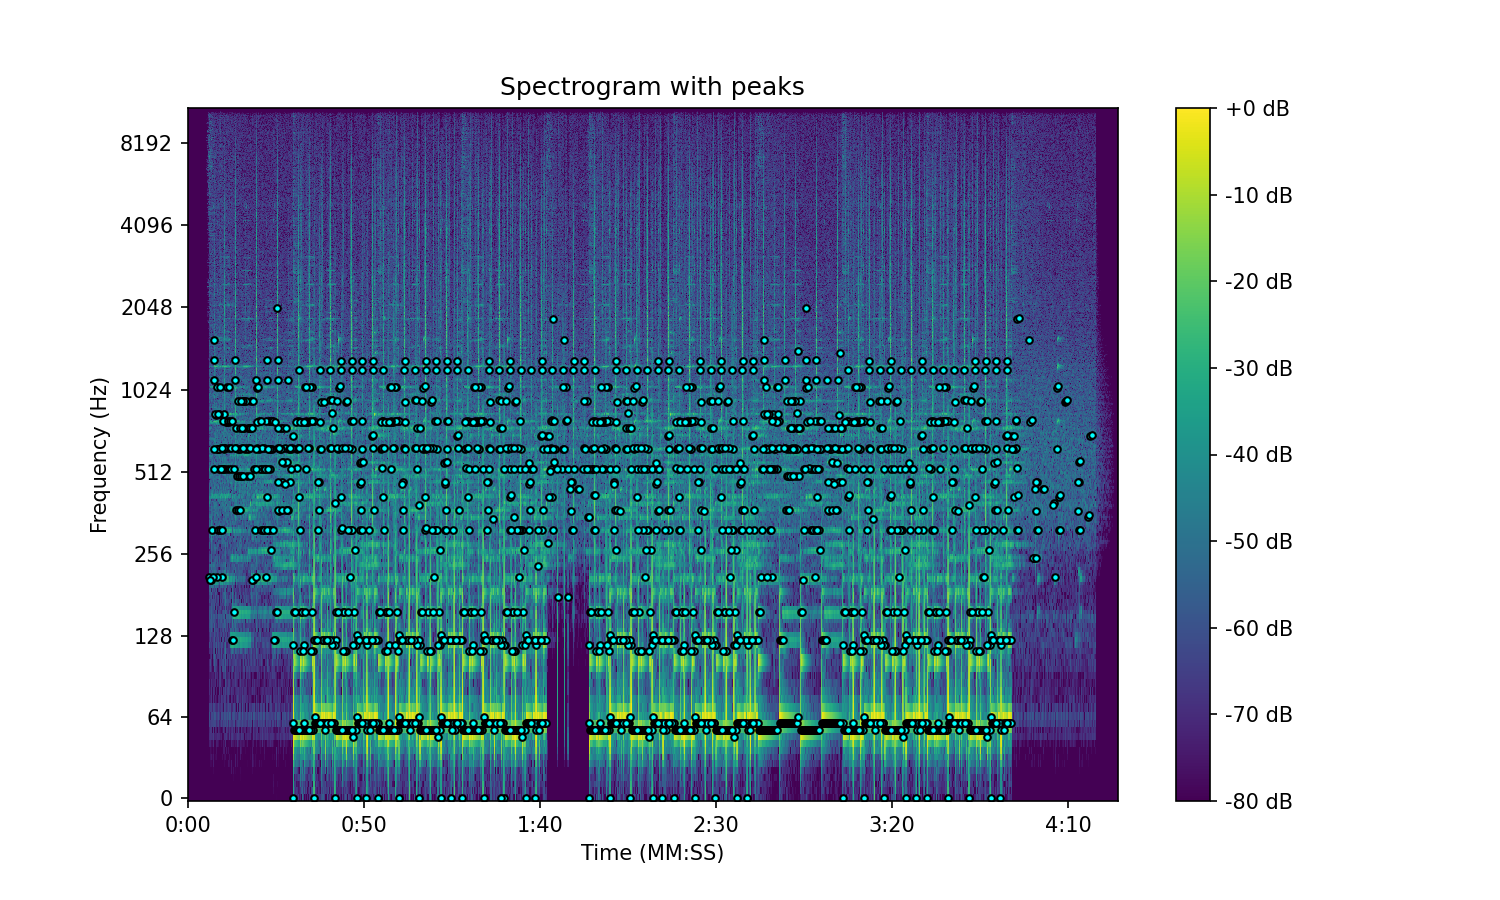 Spectrogram with peaks
8192
4096
2048
1024
512
256
128
64
0
Frequency (Hz)
0:00 0:50 1:40 2:30 3:20 4:10
Time (MM:SS)
+0 dB
-10 dB
-20 dB
-30 dB
-40 dB
-50 dB
-60 dB
-70 dB
-80 dB